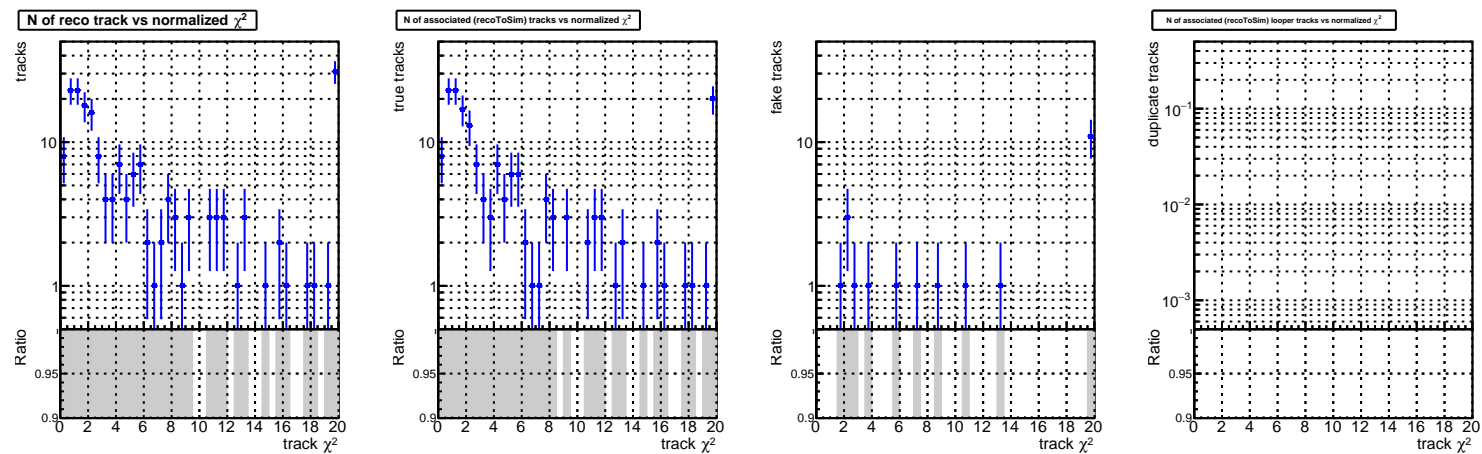 N of reco track vs normalized χ²
tracks
10
1
Ratio
0.95
0.9
0 2 4 6 8 10 12 14 16 18 20
track χ²
N of associated (recoToSim) tracks vs normalized χ²
true tracks
10
1
Ratio
0.95
0.9
0 2 4 6 8 10 12 14 16 18 20
track χ²
fake tracks
10
1
Ratio
0.95
0.9
0 2 4 6 8 10 12 14 16 18 20
track χ²
N of associated (recoToSim) looper tracks vs normalized χ²
duplicate tracks
10⁻¹
10⁻²
10⁻³
Ratio
0.95
0.9
0 2 4 6 8 10 12 14 16 18 20
track χ²